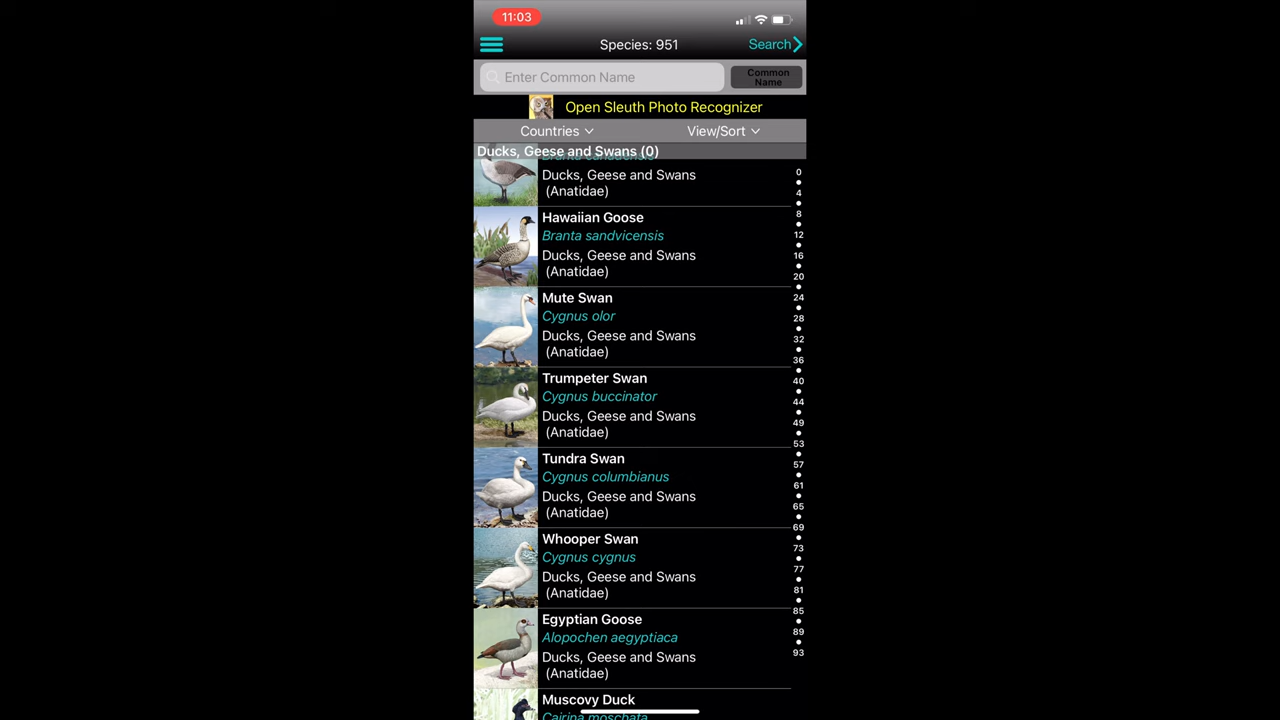 11:03
Species: 951
Search
Enter Common Name
Common
Name
Open Sleuth Photo Recognizer
Countries
View/Sort
Ducks, Geese and Swans (0)
Branta canadensis
Ducks, Geese and Swans
(Anatidae)
Hawaiian Goose
Branta sandvicensis
Ducks, Geese and Swans
(Anatidae)
Mute Swan
Cygnus olor
Ducks, Geese and Swans
(Anatidae)
Trumpeter Swan
Cygnus buccinator
Ducks, Geese and Swans
(Anatidae)
Tundra Swan
Cygnus columbianus
Ducks, Geese and Swans
(Anatidae)
Whooper Swan
Cygnus cygnus
Ducks, Geese and Swans
(Anatidae)
Egyptian Goose
Alopochen aegyptiaca
Ducks, Geese and Swans
(Anatidae)
Muscovy Duck
Cairina moschata
0
4
8
12
16
20
24
28
32
36
40
44
49
53
57
61
65
69
73
77
81
85
89
93